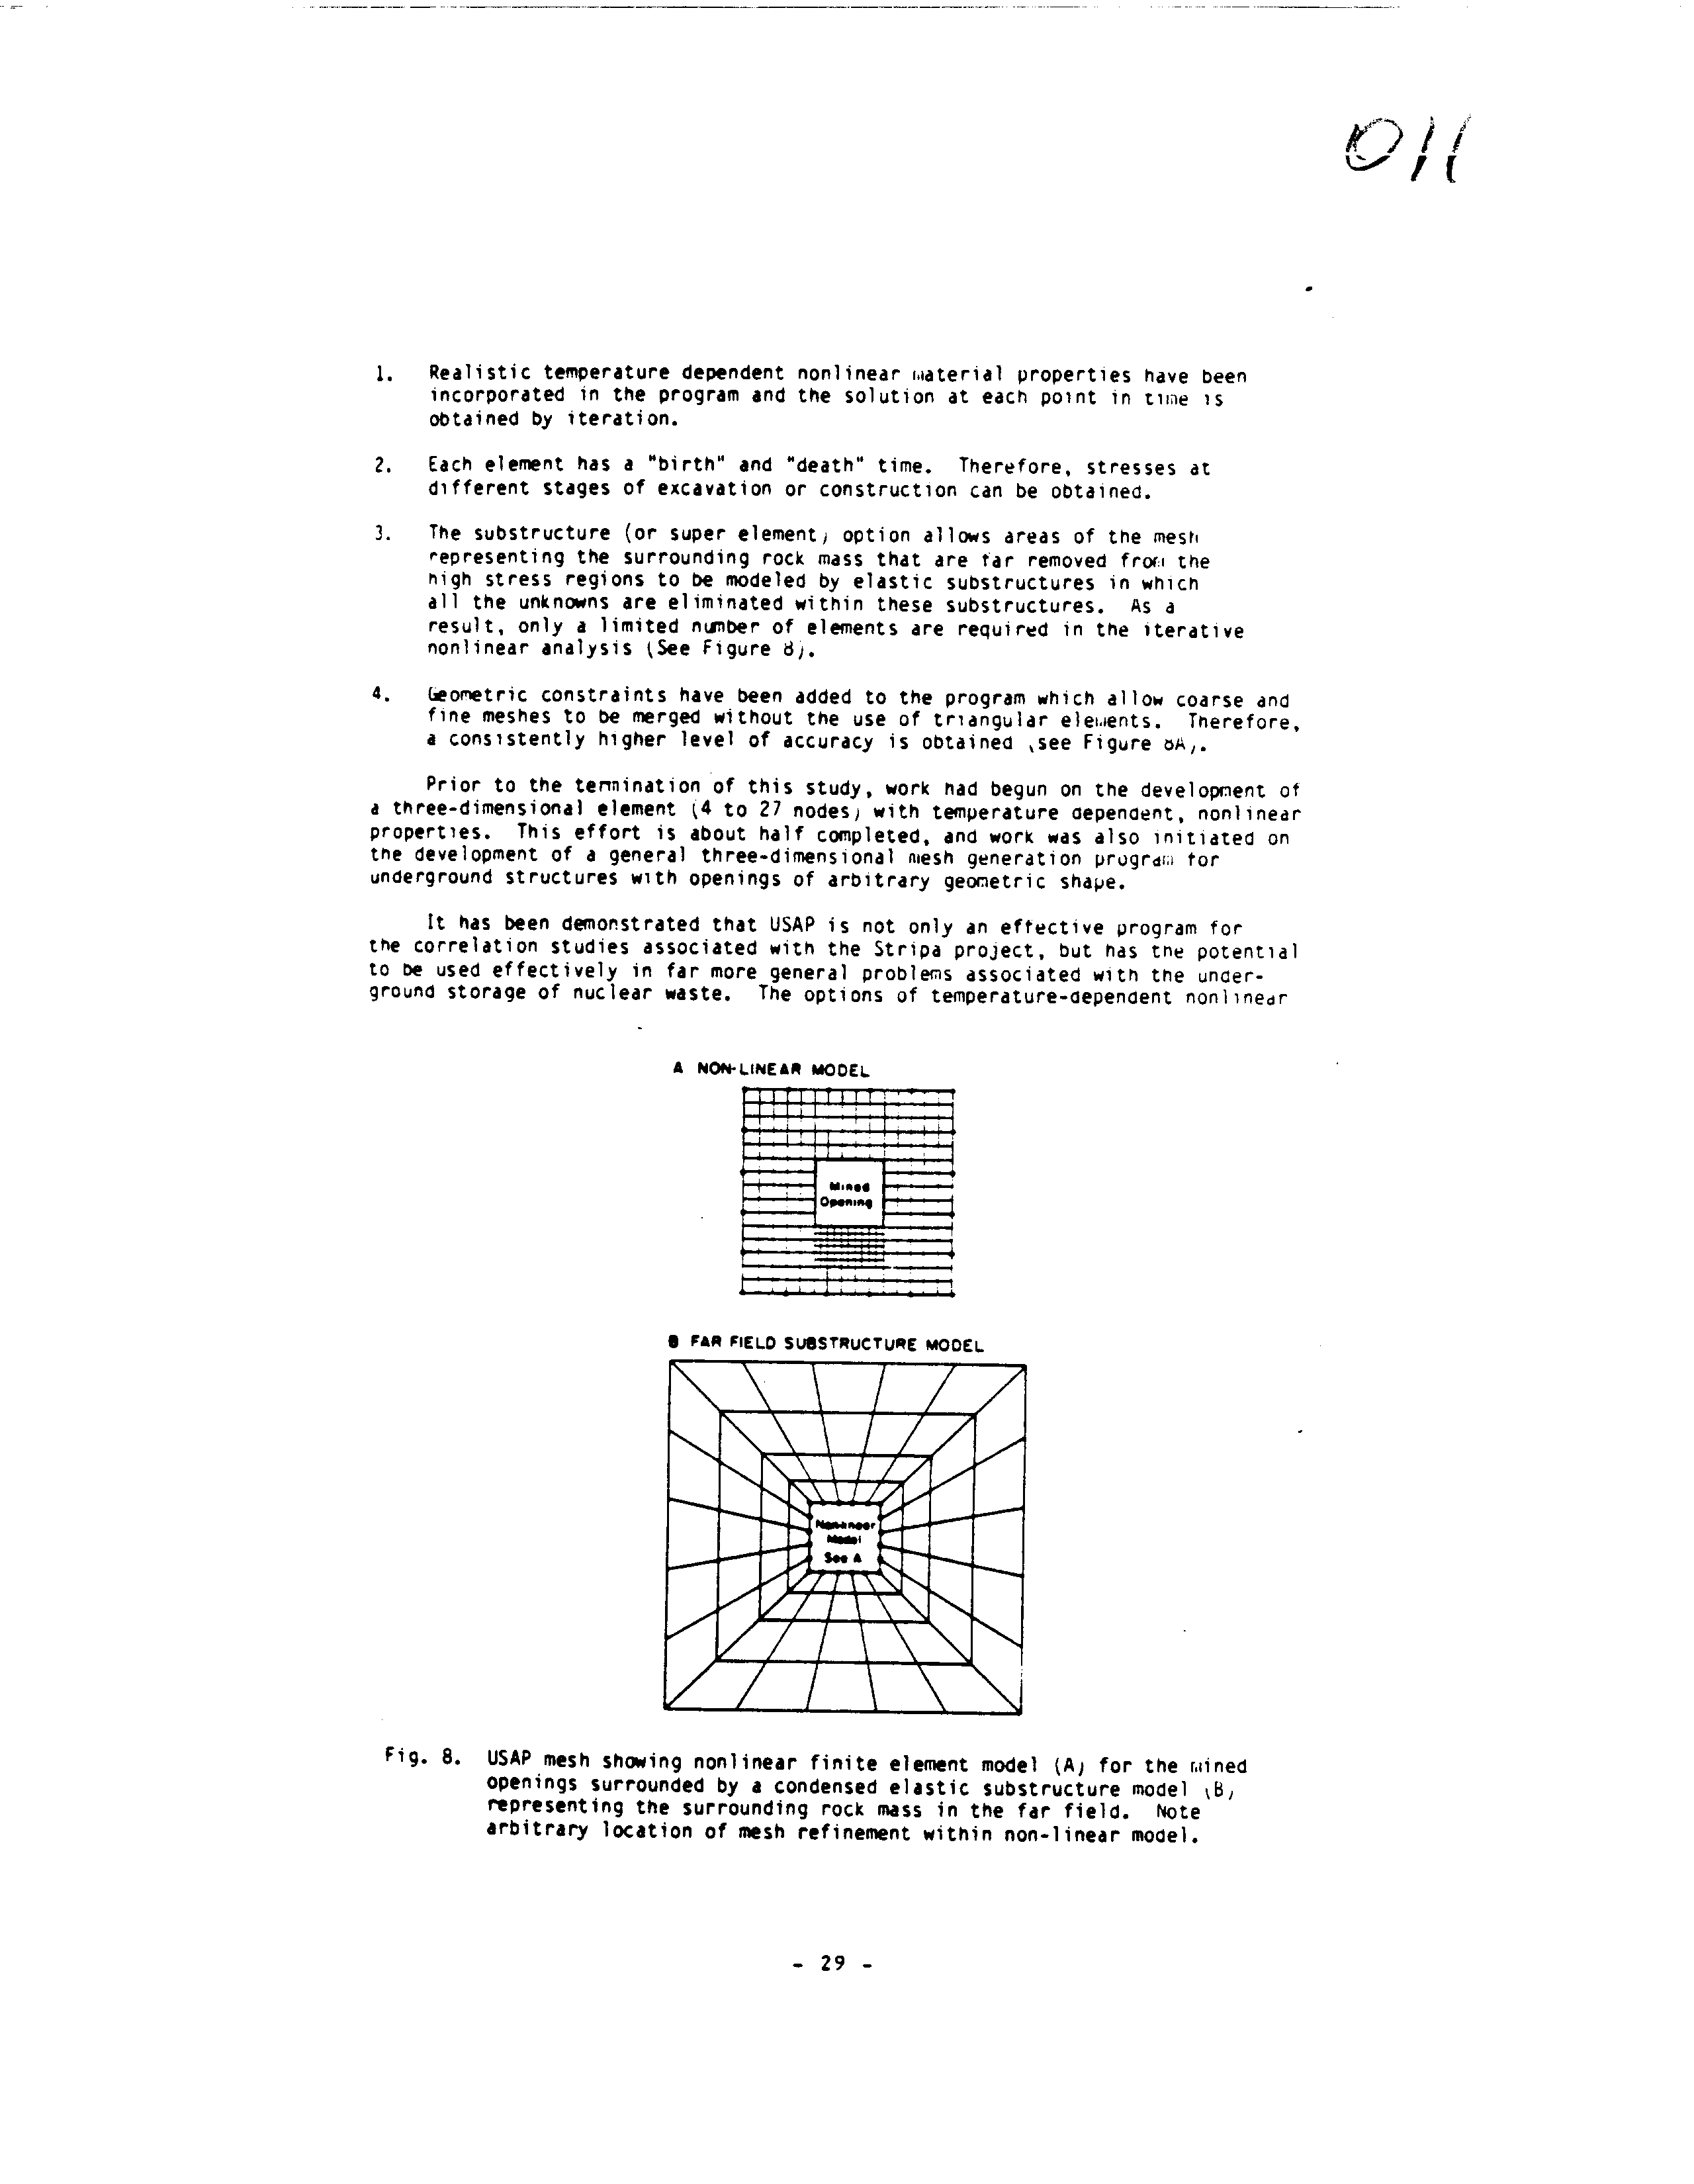 011
1. Realistic temperature dependent nonlinear material properties have been
incorporated in the program and the solution at each point in time is
obtained by iteration.
2. Each element has a "birth" and "death" time. Therefore, stresses at
different stages of excavation or construction can be obtained.
3. The substructure (or super element) option allows areas of the mesh
representing the surrounding rock mass that are far removed from the
high stress regions to be modeled by elastic substructures in which
all the unknowns are eliminated within these substructures. As a
result, only a limited number of elements are required in the iterative
nonlinear analysis (See Figure 8).
4. Geometric constraints have been added to the program which allow coarse and
fine meshes to be merged without the use of triangular elements. Therefore,
a consistently higher level of accuracy is obtained (see Figure 8A).
Prior to the termination of this study, work had begun on the development of
a three-dimensional element (4 to 27 nodes) with temperature dependent, nonlinear
properties. This effort is about half completed, and work was also initiated on
the development of a general three-dimensional mesh generation program for
underground structures with openings of arbitrary geometric shape.
It has been demonstrated that USAP is not only an effective program for
the correlation studies associated with the Stripa project, but has the potential
to be used effectively in far more general problems associated with the under-
ground storage of nuclear waste. The options of temperature-dependent nonlinear
A NON-LINEAR MODEL
Mined
Opening
B FAR FIELD SUBSTRUCTURE MODEL
Non-linear
Model
See A
Fig. 8. USAP mesh showing nonlinear finite element model (A) for the mined
openings surrounded by a condensed elastic substructure model (B)
representing the surrounding rock mass in the far field. Note
arbitrary location of mesh refinement within non-linear model.
- 29 -